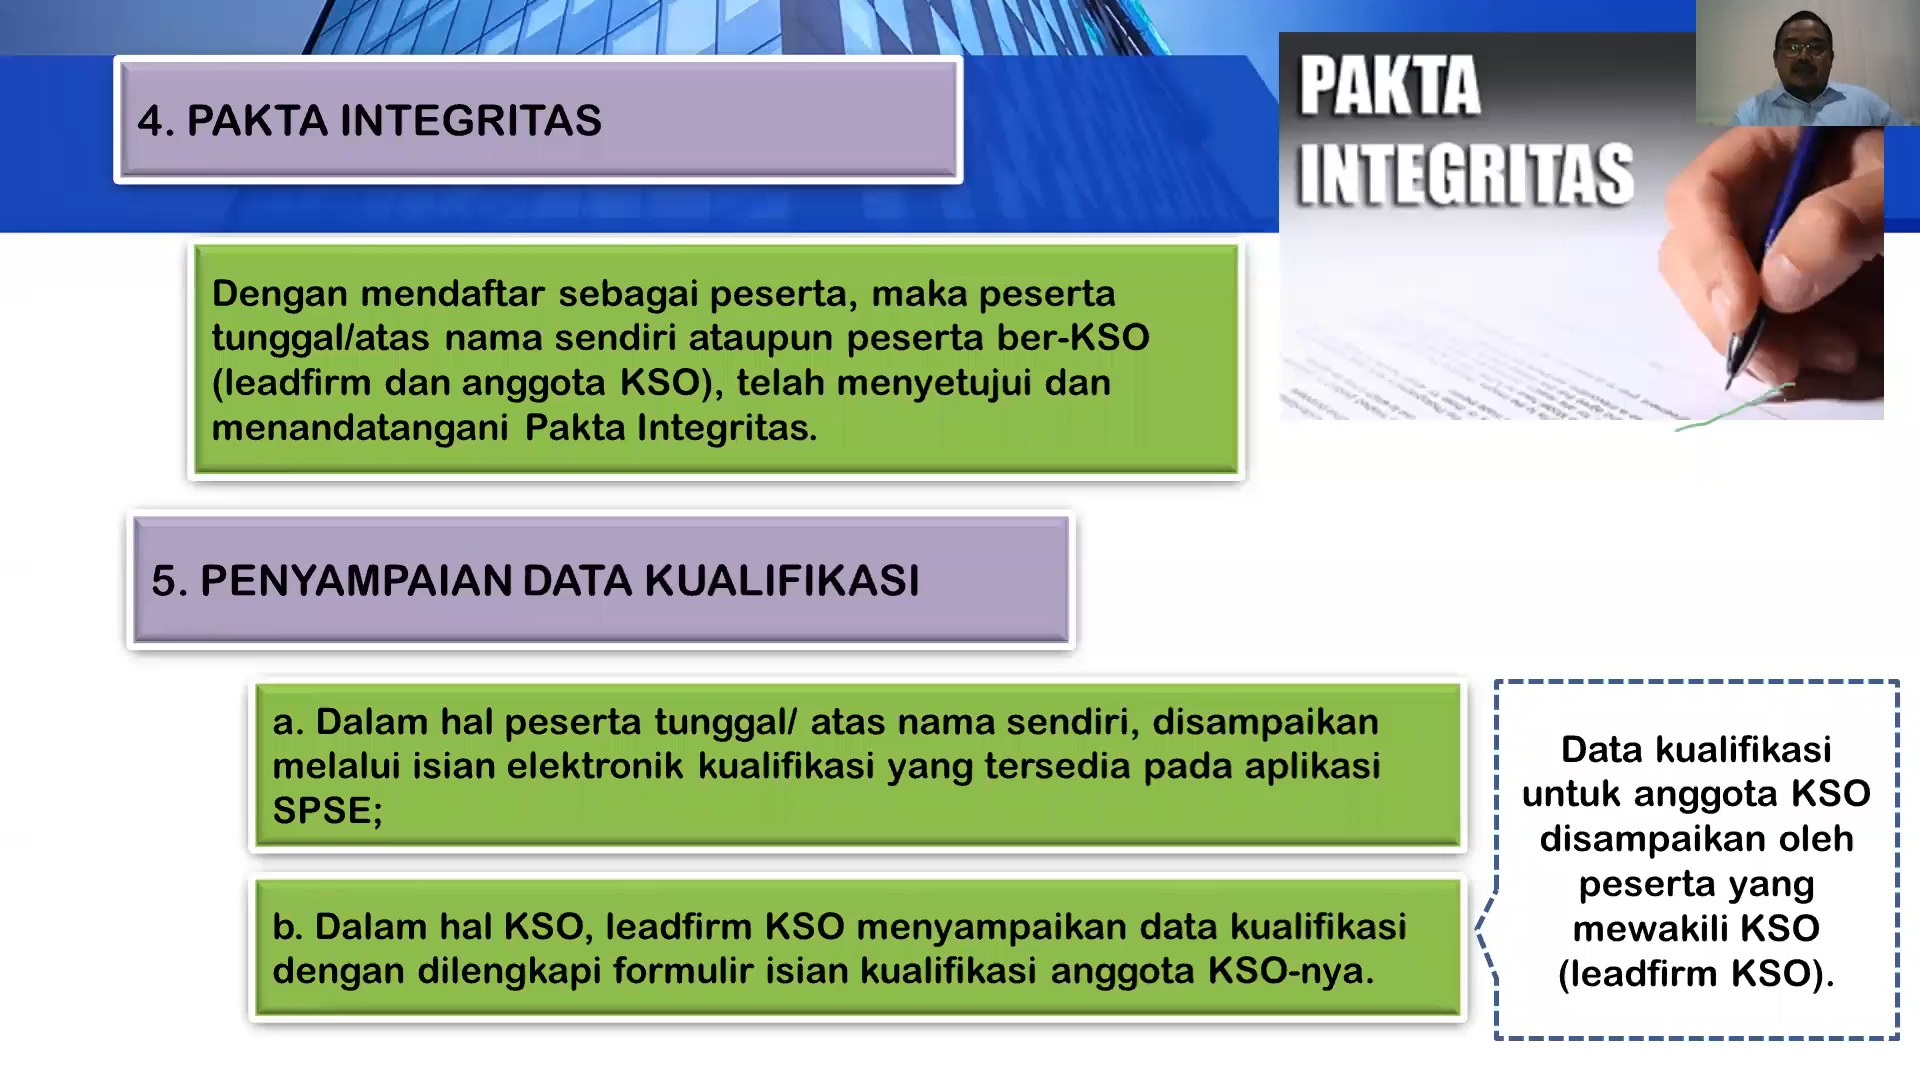 4. PAKTA INTEGRITAS
PAKTA
INTEGRITAS
Dengan mendaftar sebagai peserta, maka peserta
tunggal/atas nama sendiri ataupun peserta ber-KSO
(leadfirm dan anggota KSO), telah menyetujui dan
menandatangani Pakta Integritas.
5. PENYAMPAIAN DATA KUALIFIKASI
a. Dalam hal peserta tunggal/ atas nama sendiri, disampaikan
melalui isian elektronik kualifikasi yang tersedia pada aplikasi
SPSE;
b. Dalam hal KSO, leadfirm KSO menyampaikan data kualifikasi
dengan dilengkapi formulir isian kualifikasi anggota KSO-nya.
Data kualifikasi
untuk anggota KSO
disampaikan oleh
peserta yang
mewakili KSO
(leadfirm KSO).